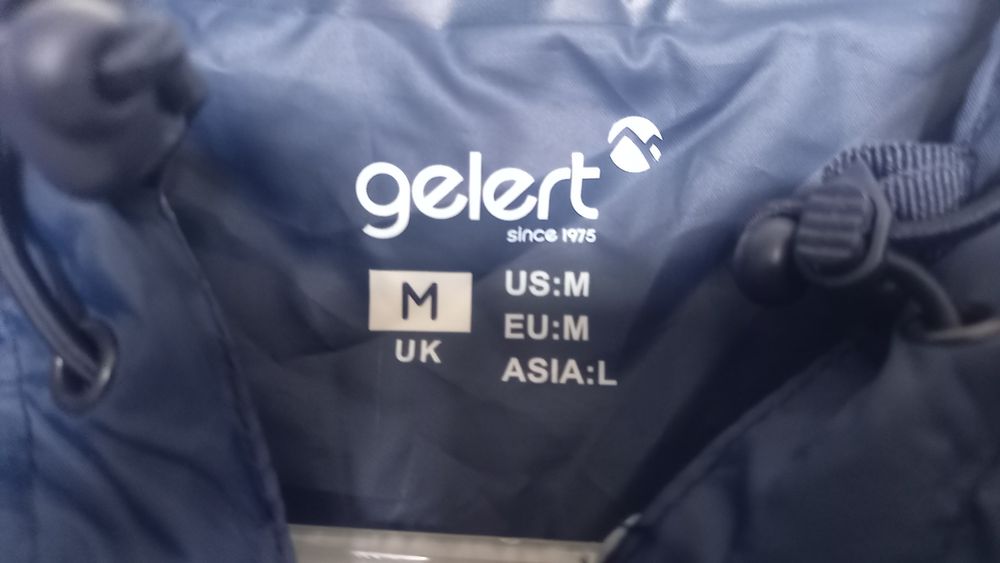 gelert
since 1975
M
UK
US:M
EU:M
ASIA:L